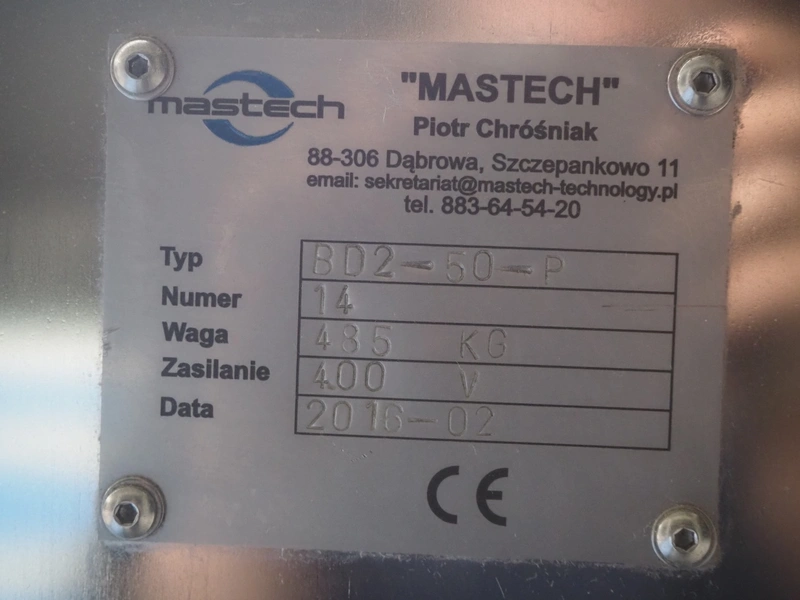 mastech
"MASTECH"
Piotr Chróśniak
88-306 Dąbrowa, Szczepankowo 11
email: sekretariat@mastech-technology.pl
tel. 883-64-54-20
Typ BD2-50-P
Numer 14
Waga 485 KG
Zasilanie 400 V
Data 2016-02
CE